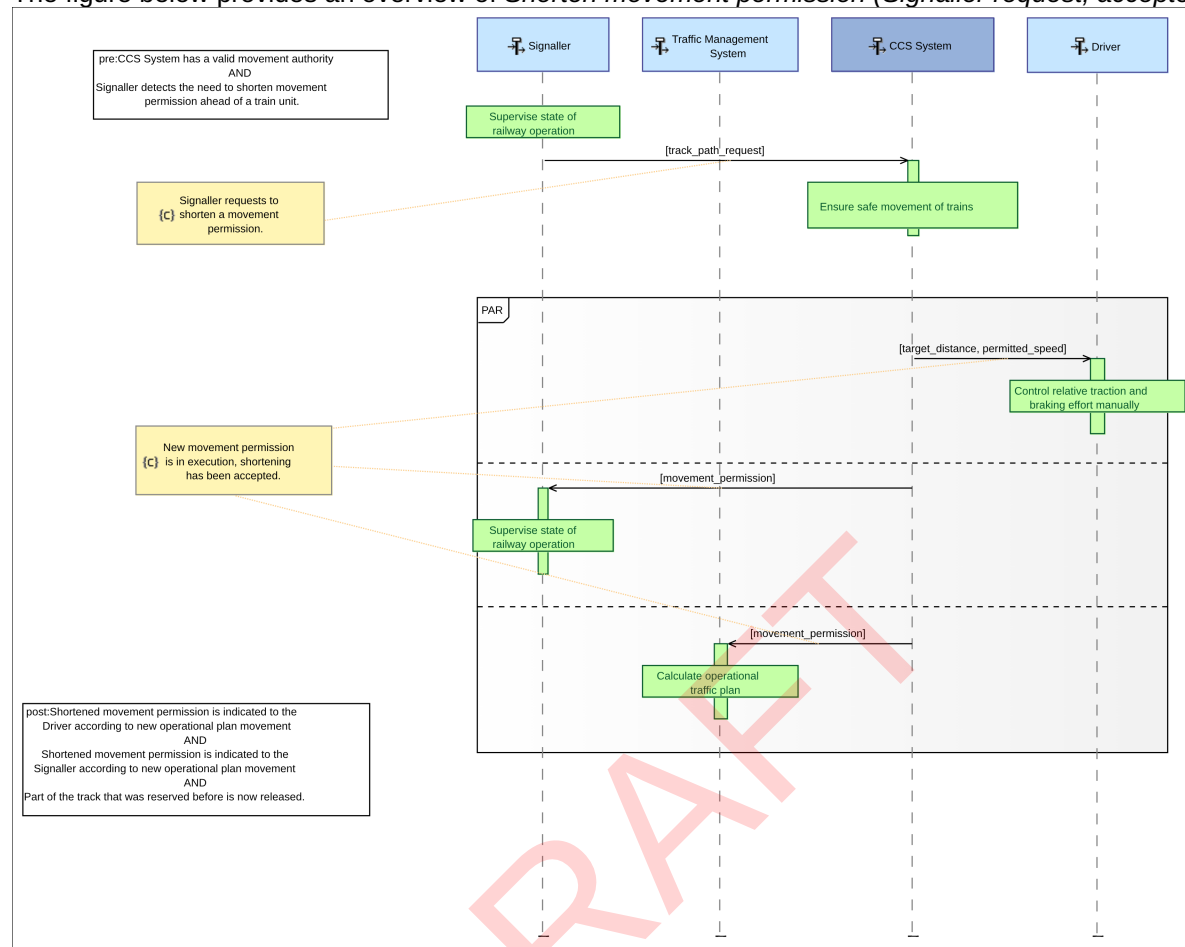 The figure below provides an overview of Shorten movement permission (Signaller request, accepte
Signaller
Traffic Management
System
CCS System
Driver
pre:CCS System has a valid movement authority
AND
Signaller detects the need to shorten movement
permission ahead of a train unit.
Supervise state of
railway operation
[track_path_request]
Signaller requests to
{c} shorten a movement
permission.
Ensure safe movement of trains
PAR
[target_distance, permitted_speed]
Control relative traction and
braking effort manually
New movement permission
{c} is in execution, shortening
has been accepted.
[movement_permission]
Supervise state of
railway operation
[movement_permission]
Calculate operational
traffic plan
post:Shortened movement permission is indicated to the
Driver according to new operational plan movement
AND
Shortened movement permission is indicated to the
Signaller according to new operational plan movement
AND
Part of the track that was reserved before is now released.
RAFT